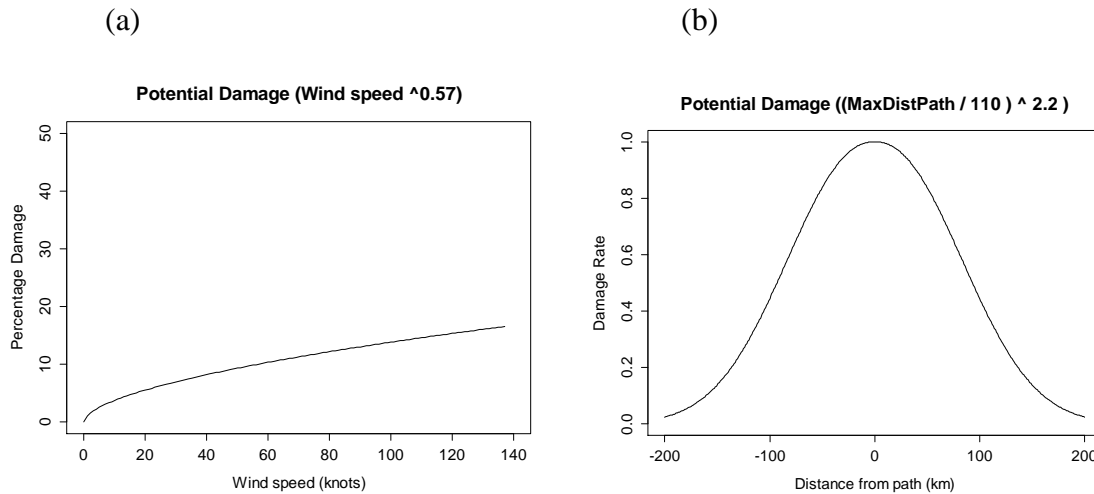 (a)
Potential Damage (Wind speed ^0.57)
Percentage Damage
50
40
30
20
10
0
0 20 40 60 80 100 120 140
Wind speed (knots)
(b)
Potential Damage ((MaxDistPath / 110 ) ^ 2.2 )
Damage Rate
1.0
0.8
0.6
0.4
0.2
0.0
-200 -100 0 100 200
Distance from path (km)